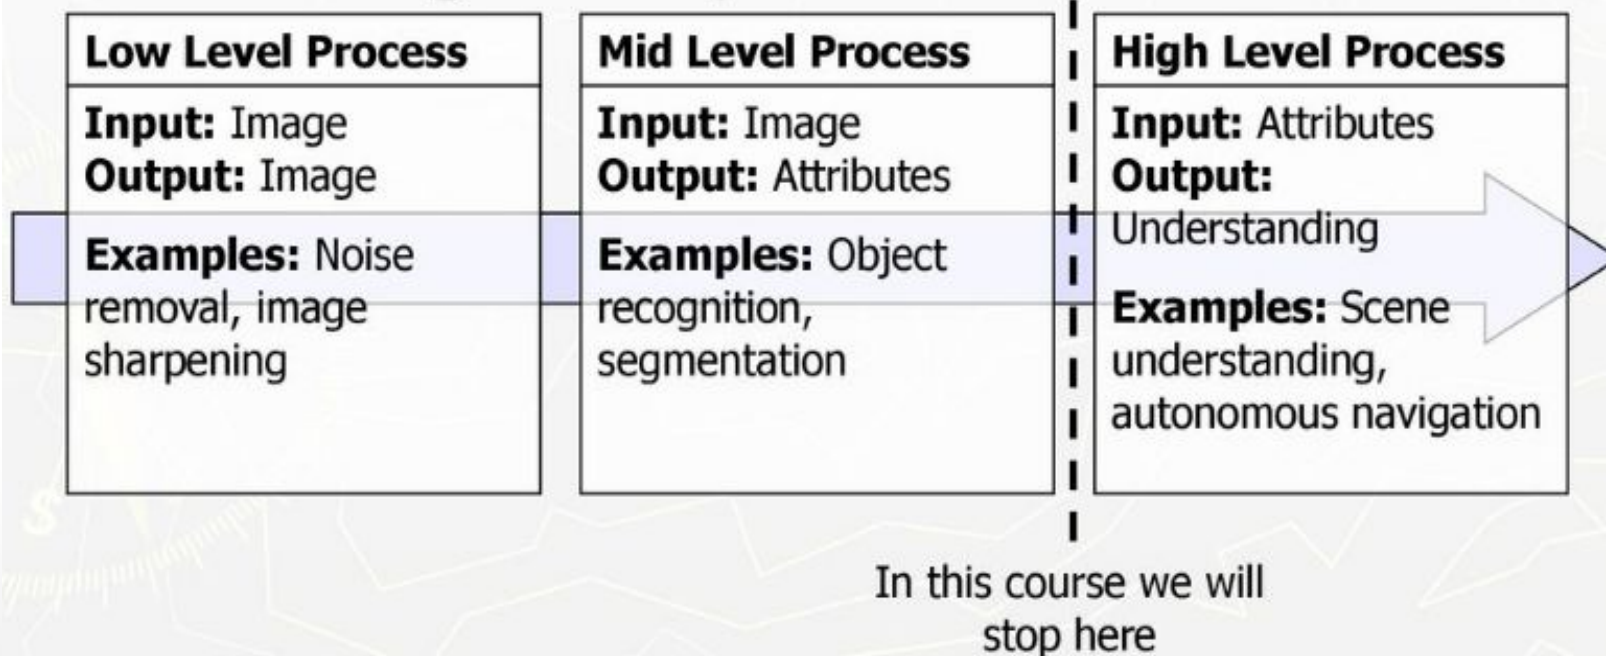 Low Level Process
Input: Image
Output: Image
Examples: Noise
removal, image
sharpening
Mid Level Process
Input: Image
Output: Attributes
Examples: Object
recognition,
segmentation
High Level Process
Input: Attributes
Output:
Understanding
Examples: Scene
understanding,
autonomous navigation
S
In this course we will
stop here